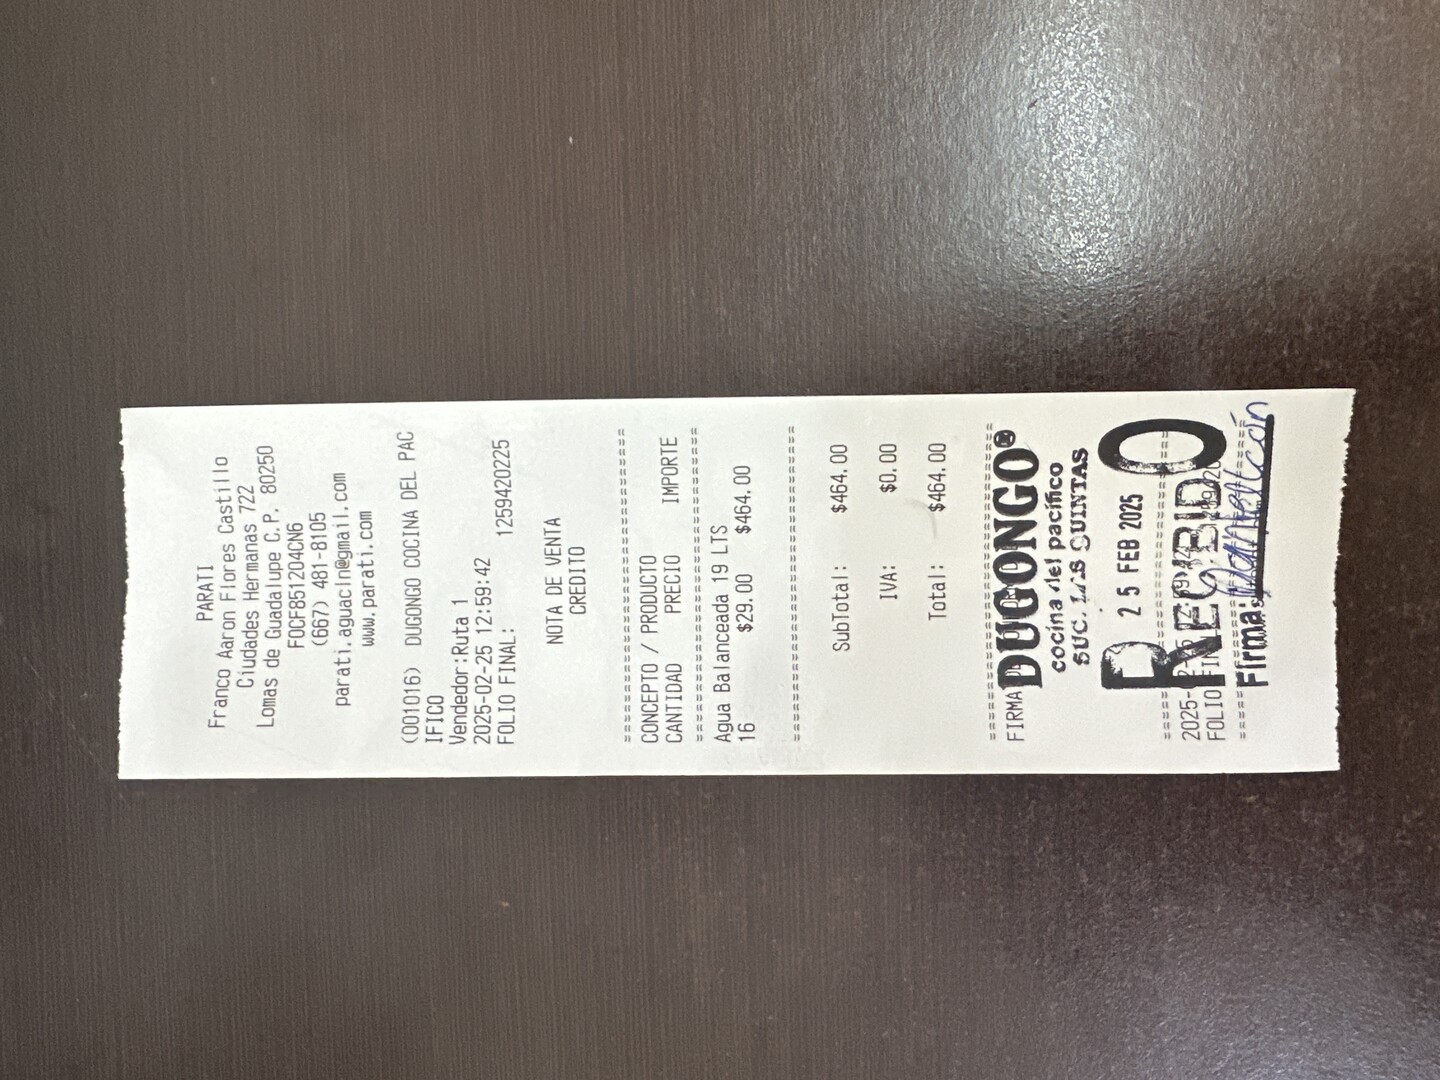 PARATI
Franco Aaron Flores Castillo
Ciudades Hermanas 722
Lomas de Guadalupe C. P. 80250
FOCF851204CN6
(667) 481-8105
parati.aguacln@gmail.com
www.parati.com
(001016) DUGONGO COCINA DEL PAC
IFICO
Vendedor:Ruta 1
2025-02-25 12:59:42
FOLIO FINAL: 1259420225
NOTA DE VENTA
CREDITO
==============================
CONCEPTO / PRODUCTO
CANTIDAD PRECIO IMPORTE
==============================
Agua Balanceada 19 LTS
16 $29.00 $464.00
==============================
SubTotal: $464.00
IVA: $0.00
Total: $464.00
==============================
FIRMA
DUGONGO®
cocina del pacífico
SUC. LAS QUINTAS
25 FEB 2025
RECIBIDO
==============================
2025-
FOLIO FIN
==============================
Firma: